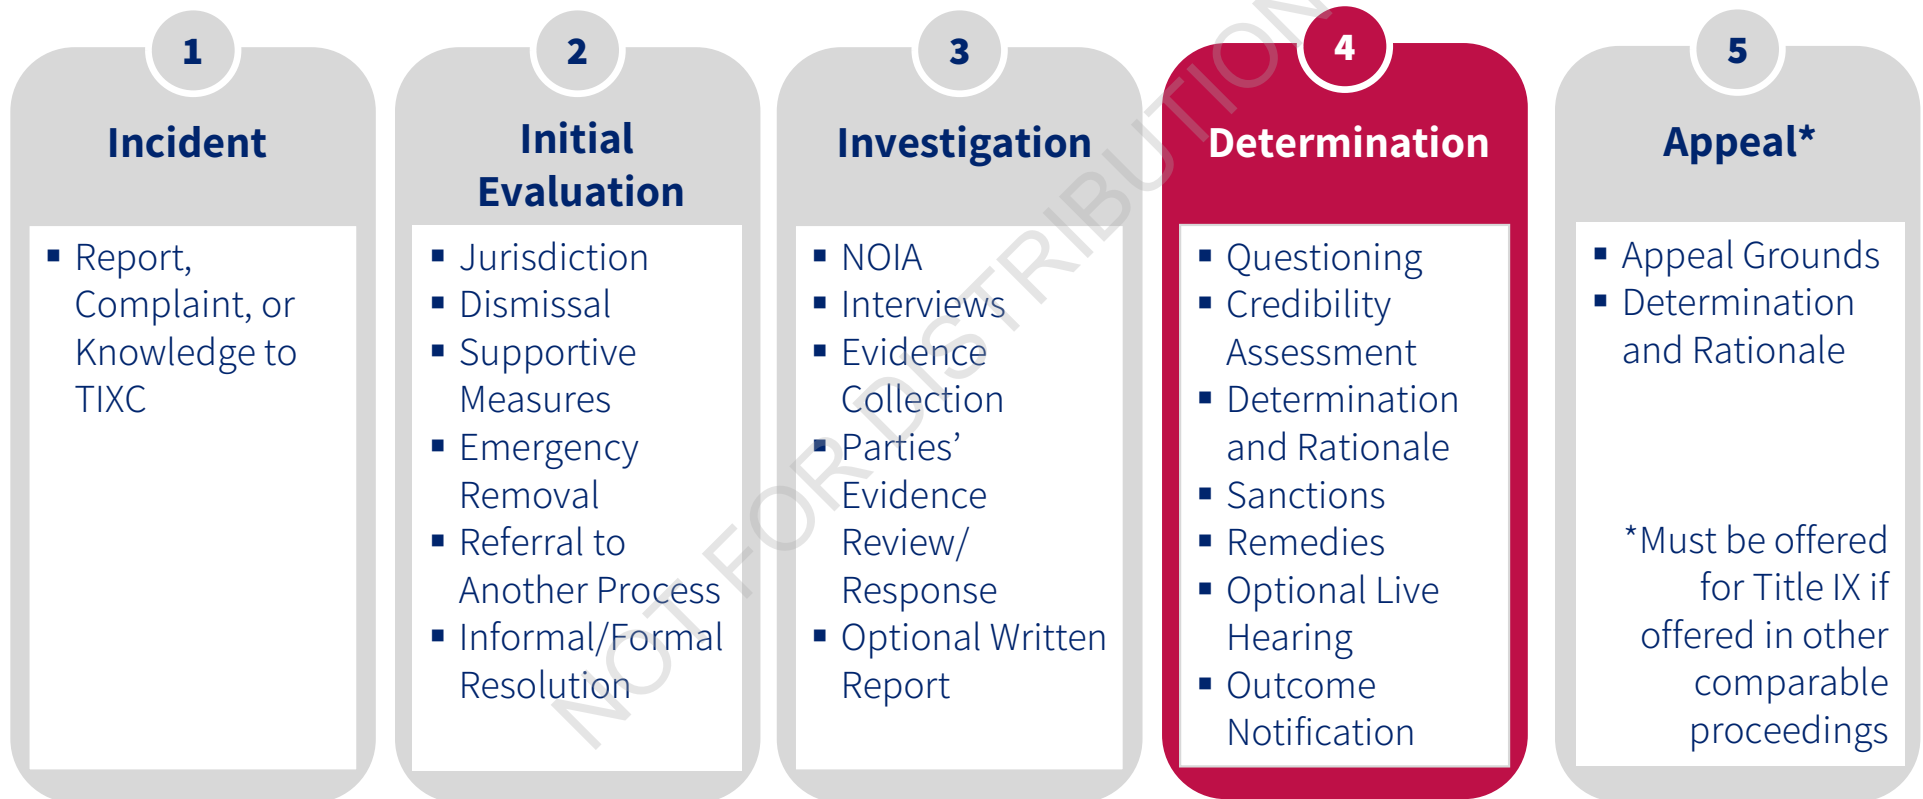 1
Incident
▪ Report,
Complaint, or
Knowledge to
TIXC
2
Initial
Evaluation
▪ Jurisdiction
▪ Dismissal
▪ Supportive
Measures
▪ Emergency
Removal
▪ Referral to
Another Process
▪ Informal/Formal
Resolution
3
Investigation
▪ NOIA
▪ Interviews
▪ Evidence
Collection
▪ Parties’
Evidence
Review/
Response
▪ Optional Written
Report
4
Determination
▪ Questioning
▪ Credibility
Assessment
▪ Determination
and Rationale
▪ Sanctions
▪ Remedies
▪ Optional Live
Hearing
▪ Outcome
Notification
5
Appeal*
▪ Appeal Grounds
▪ Determination
and Rationale
*Must be offered
for Title IX if
offered in other
comparable
proceedings
NOT FOR DISTRIBUTION